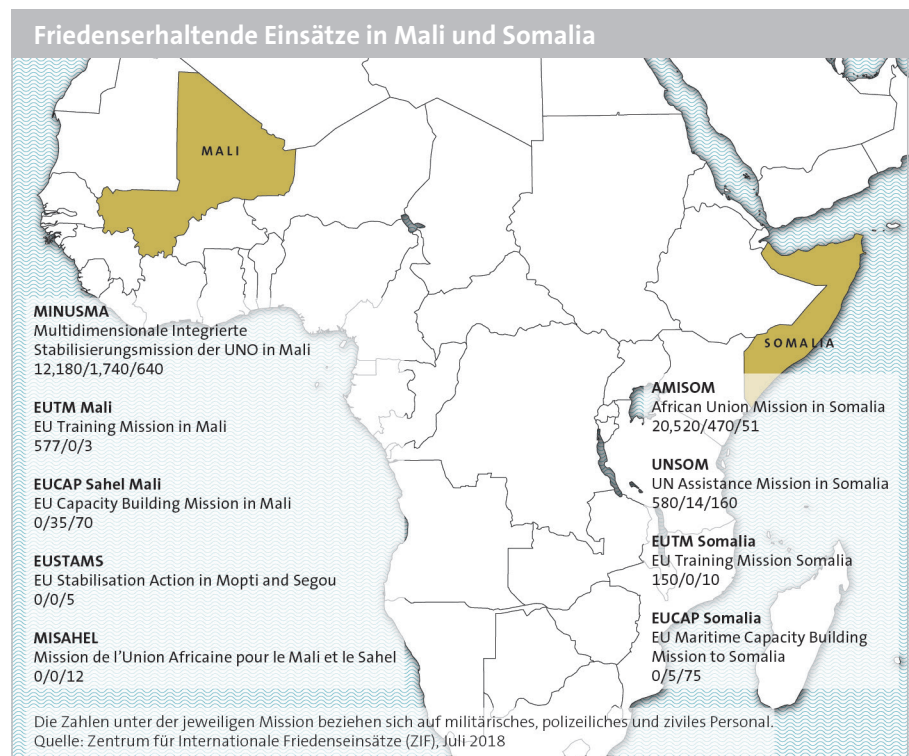 Friedenserhaltende Einsätze in Mali und Somalia
MALI
SOMALIA
MINUSMA
Multidimensionale Integrierte
Stabilisierungsmission der UNO in Mali
12,180/1,740/640
EUTM Mali
EU Training Mission in Mali
577/0/3
EUCAP Sahel Mali
EU Capacity Building Mission in Mali
0/35/70
EUSTAMS
EU Stabilisation Action in Mopti and Segou
0/0/5
MISAHEL
Mission de l’Union Africaine pour le Mali et le Sahel
0/0/12
AMISOM
African Union Mission in Somalia
20,520/470/51
UNSOM
UN Assistance Mission in Somalia
580/14/160
EUTM Somalia
EU Training Mission Somalia
150/0/10
EUCAP Somalia
EU Maritime Capacity Building
Mission to Somalia
0/5/75
Die Zahlen unter der jeweiligen Mission beziehen sich auf militärisches, polizeiliches und ziviles Personal.
Quelle: Zentrum für Internationale Friedenseinsätze (ZIF), Juli 2018